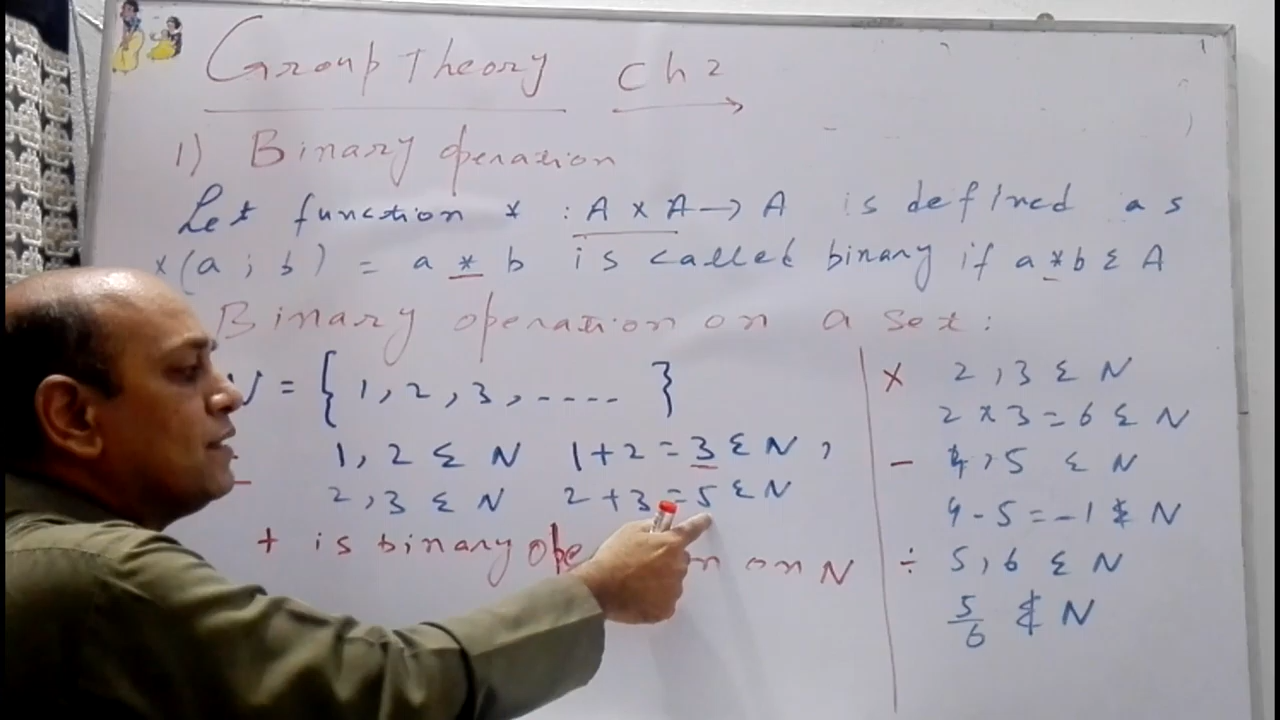 Group Theory Ch 2
1) Binary operation
Let function * : A x A → A is defined as
*(a ; b) = a * b is called binary if a * b Σ A
Binary operation on a set:
N = { 1, 2, 3, ---- }
1, 2 Σ N 1 + 2 = 3 Σ N ,
2, 3 Σ N 2 + 3 = 5 Σ N
+ is binary on N
× 2, 3 Σ N
2 × 3 = 6 Σ N
− 4, 5 Σ N
4 - 5 = -1 ∉ N
÷ 5, 6 Σ N
5/6 ∉ N